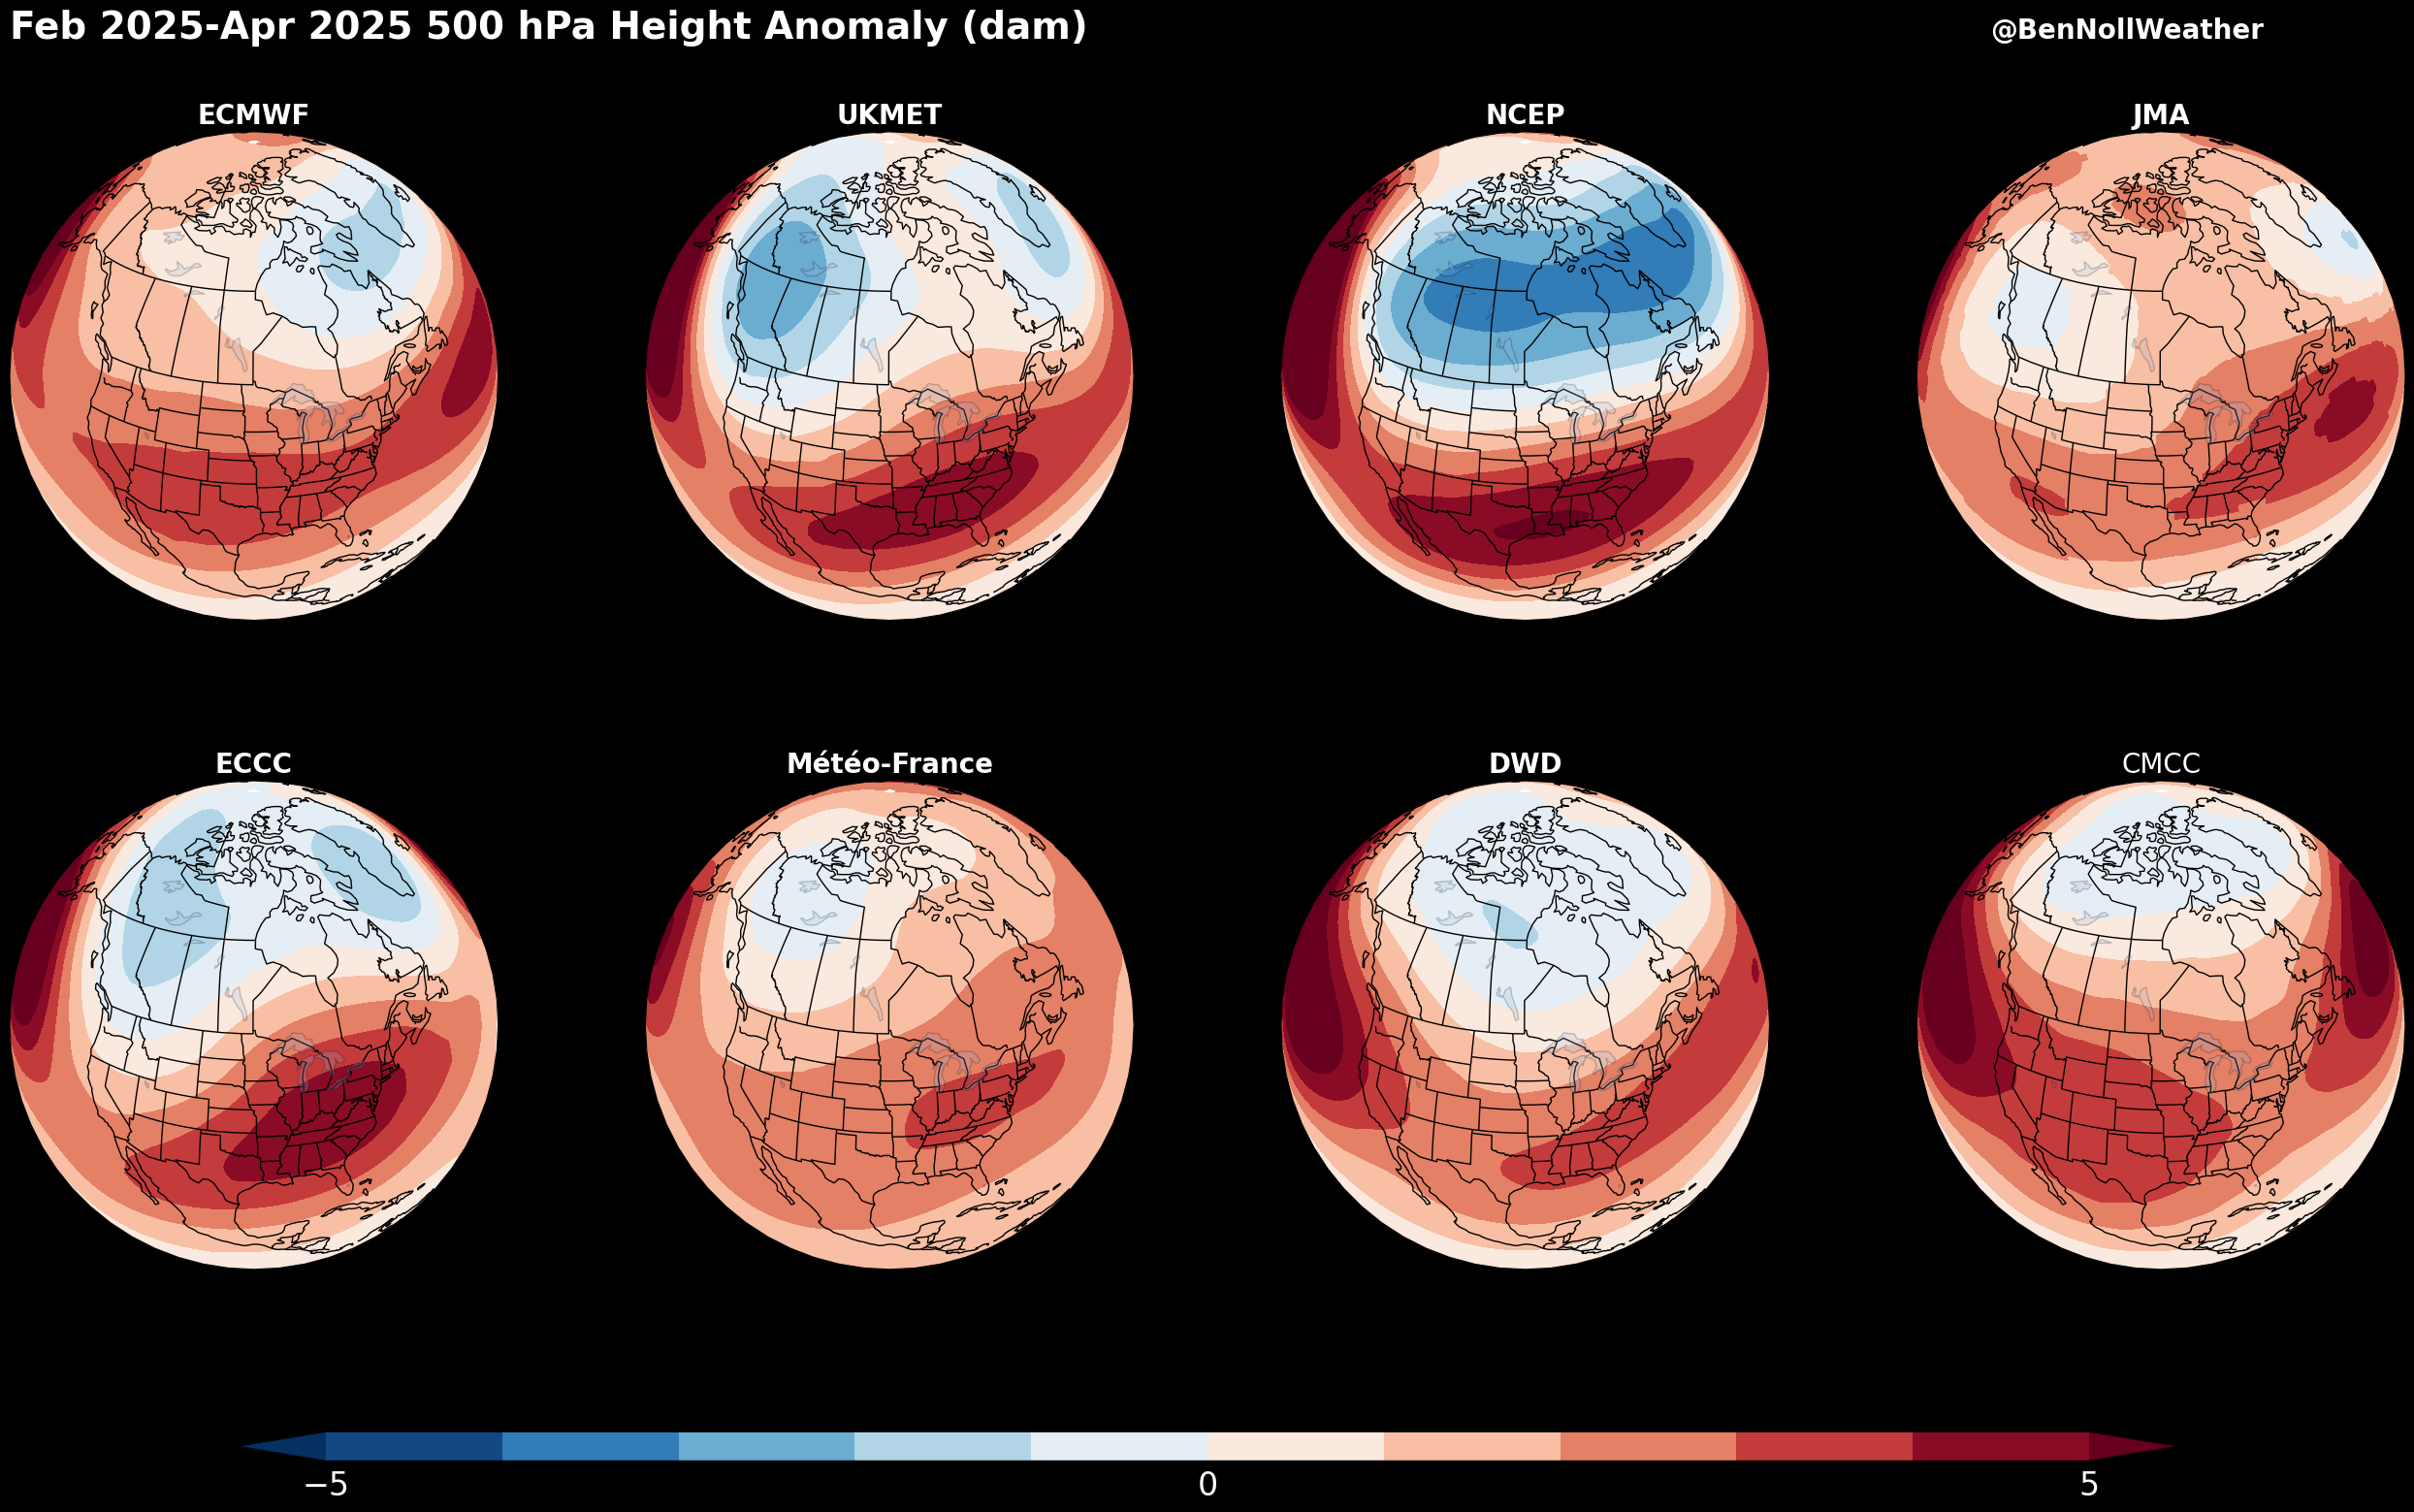 Feb 2025-Apr 2025 500 hPa Height Anomaly (dam)
@BenNollWeather
ECMWF
UKMET
NCEP
JMA
ECCC
Météo-France
DWD
CMCC
−5
0
5